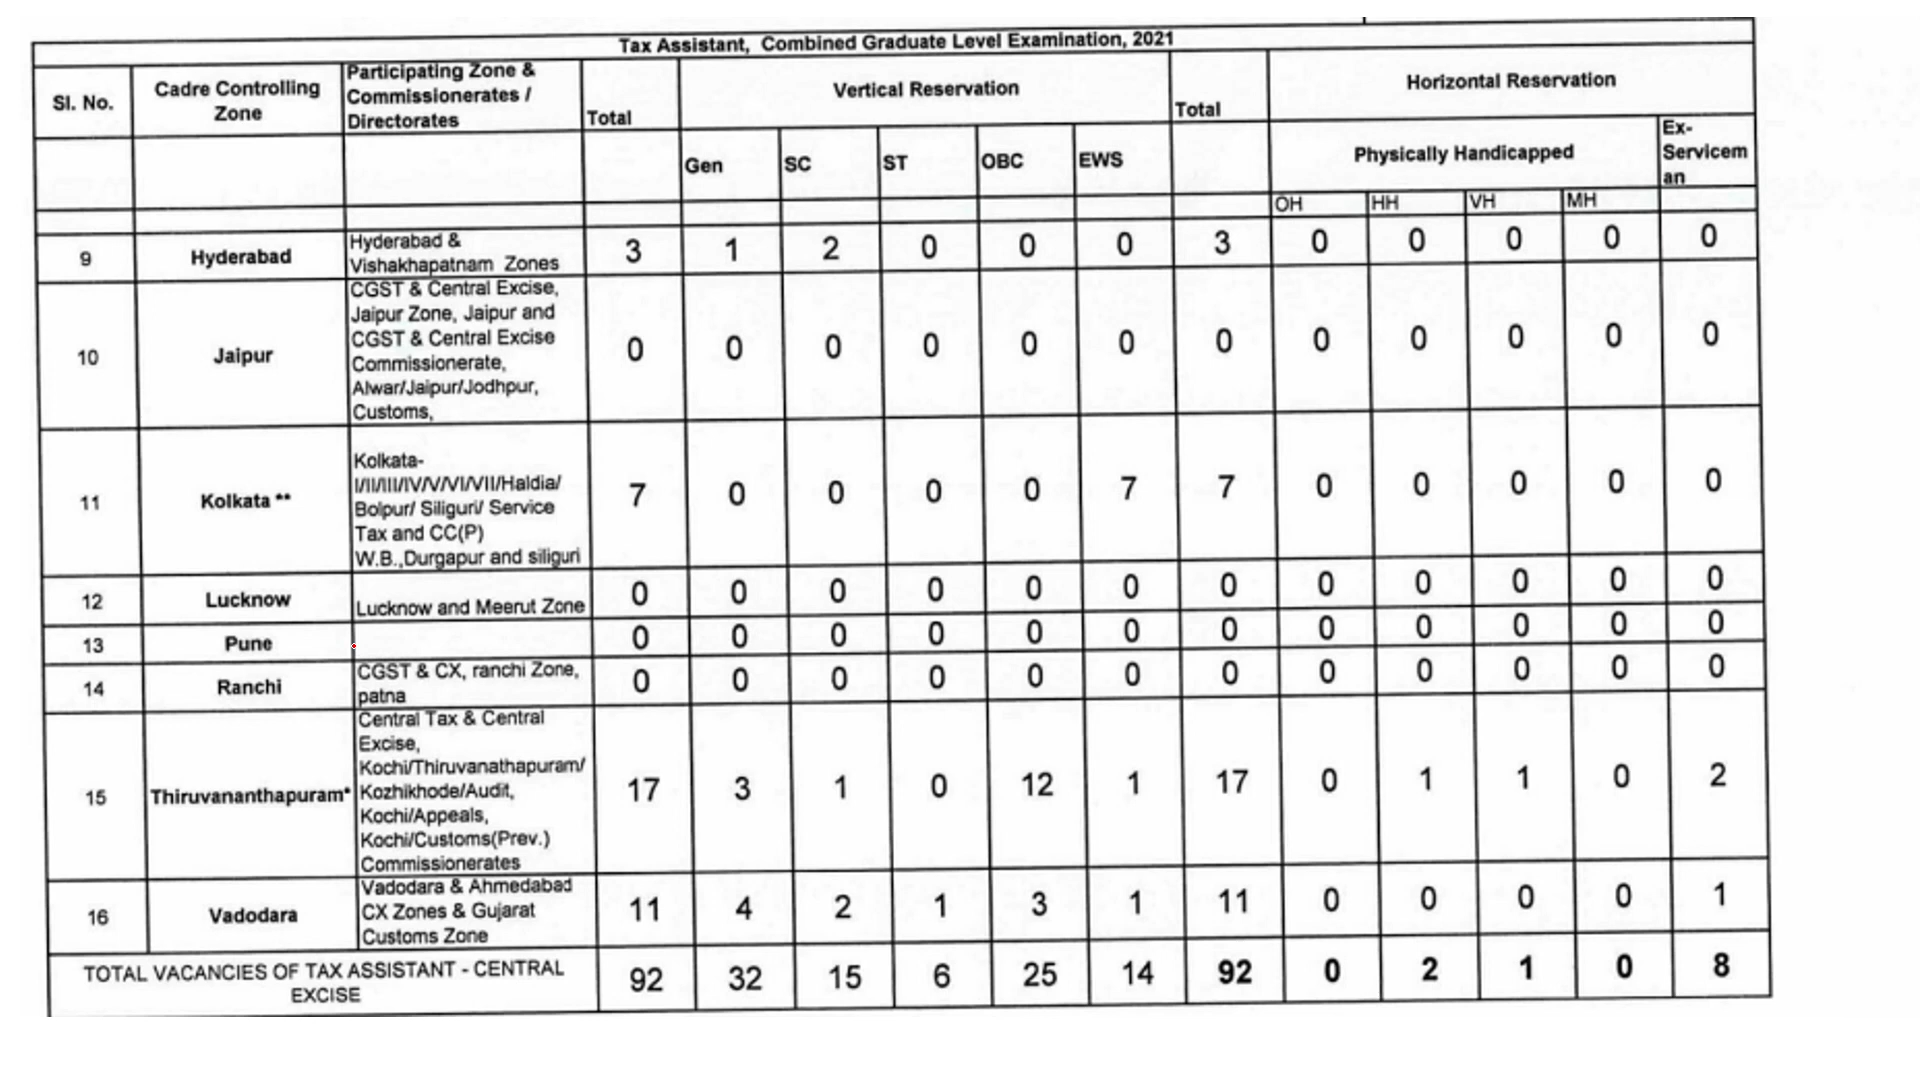 Tax Assistant, Combined Graduate Level Examination, 2021
Sl. No.
Cadre Controlling
Zone
Participating Zone &
Commissionerates /
Directorates
Total
Vertical Reservation
Total
Horizontal Reservation
Gen
SC
ST
OBC
EWS
Physically Handicapped
Ex-
Servicem
an
OH
HH
VH
MH
9
Hyderabad
Hyderabad &
Vishakhapatnam Zones
3 1 2 0 0 0 3 0 0 0 0 0
10
Jaipur
CGST & Central Excise,
Jaipur Zone, Jaipur and
CGST & Central Excise
Commissionerate,
Alwar/Jaipur/Jodhpur,
Customs,
0 0 0 0 0 0 0 0 0 0 0 0
11
Kolkata **
Kolkata-
I/II/III/IV/V/VI/VII/Haldia/
Bolpur/ Siliguri/ Service
Tax and CC(P)
W.B.,Durgapur and siliguri
7 0 0 0 0 7 7 0 0 0 0 0
12
Lucknow
Lucknow and Meerut Zone
0 0 0 0 0 0 0 0 0 0 0 0
13
Pune
0 0 0 0 0 0 0 0 0 0 0 0
14
Ranchi
CGST & CX, ranchi Zone,
patna
0 0 0 0 0 0 0 0 0 0 0 0
15
Thiruvananthapuram*
Central Tax & Central
Excise,
Kochi/Thiruvanathapuram/
Kozhikhode/Audit,
Kochi/Appeals,
Kochi/Customs(Prev.)
Commissionerates
17 3 1 0 12 1 17 0 1 1 0 2
16
Vadodara
Vadodara & Ahmedabad
CX Zones & Gujarat
Customs Zone
11 4 2 1 3 1 11 0 0 0 0 1
TOTAL VACANCIES OF TAX ASSISTANT - CENTRAL
EXCISE
92 32 15 6 25 14 92 0 2 1 0 8